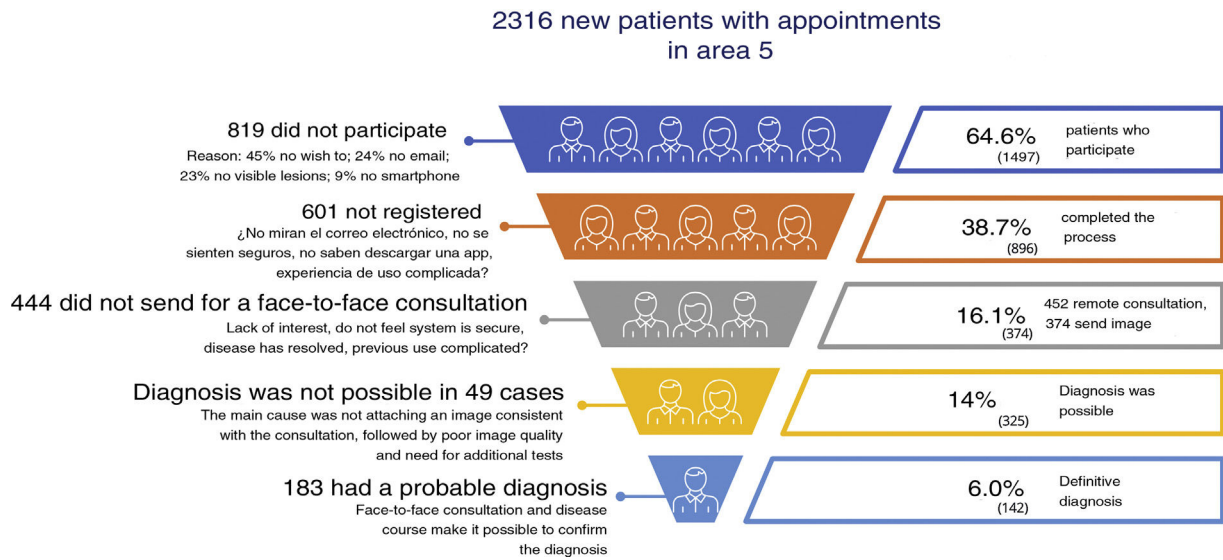 2316 new patients with appointments
in area 5
819 did not participate
Reason: 45% no wish to; 24% no email;
23% no visible lesions; 9% no smartphone
64.6%
(1497)
patients who
participate
601 not registered
¿No miran el correo electrónico, no se
sienten seguros, no saben descargar una app,
experiencia de uso complicada?
38.7%
(896)
completed the
process
444 did not send for a face-to-face consultation
Lack of interest, do not feel system is secure,
disease has resolved, previous use complicated?
16.1%
(374)
452 remote consultation,
374 send image
Diagnosis was not possible in 49 cases
The main cause was not attaching an image consistent
with the consultation, followed by poor image quality
and need for additional tests
14%
(325)
Diagnosis was
possible
183 had a probable diagnosis
Face-to-face consultation and disease
course make it possible to confirm
the diagnosis
6.0%
(142)
Definitive
diagnosis